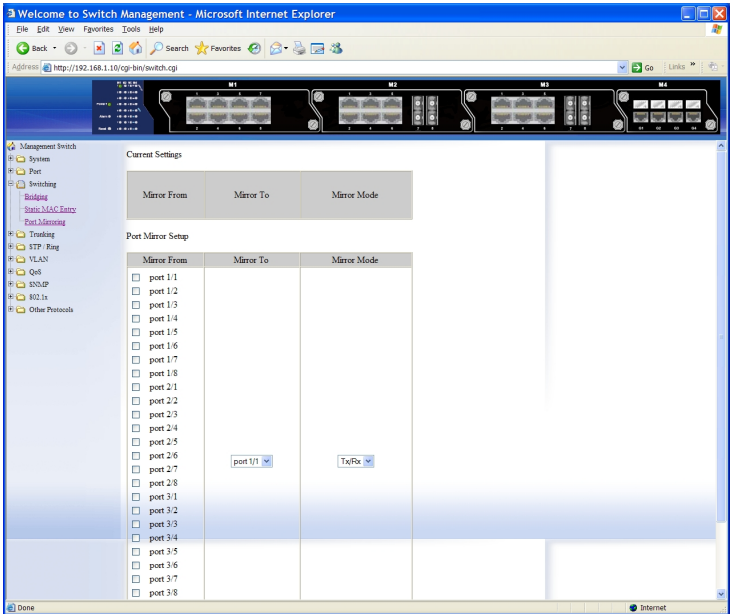 Welcome to Switch Management - Microsoft Internet Explorer
File Edit View Favorites Tools Help
Back Search Favorites
Address http://192.168.1.10/cgi-bin/switch.cgi Go Links »
M1 M2 M3 M4
Management Switch
System
Port
Switching
Bridging
Static MAC Entry
Port Mirroring
Trunking
STP / Ring
VLAN
QoS
SNMP
802.1x
Other Protocols
Current Settings
Mirror From Mirror To Mirror Mode
Port Mirror Setup
Mirror From Mirror To Mirror Mode
port 1/1
port 1/2
port 1/3
port 1/4
port 1/5
port 1/6
port 1/7
port 1/8
port 2/1
port 2/2
port 2/3
port 2/4
port 2/5
port 2/6
port 1/1 Tx/Rx
port 2/7
port 2/8
port 3/1
port 3/2
port 3/3
port 3/4
port 3/5
port 3/6
port 3/7
port 3/8
Done Internet